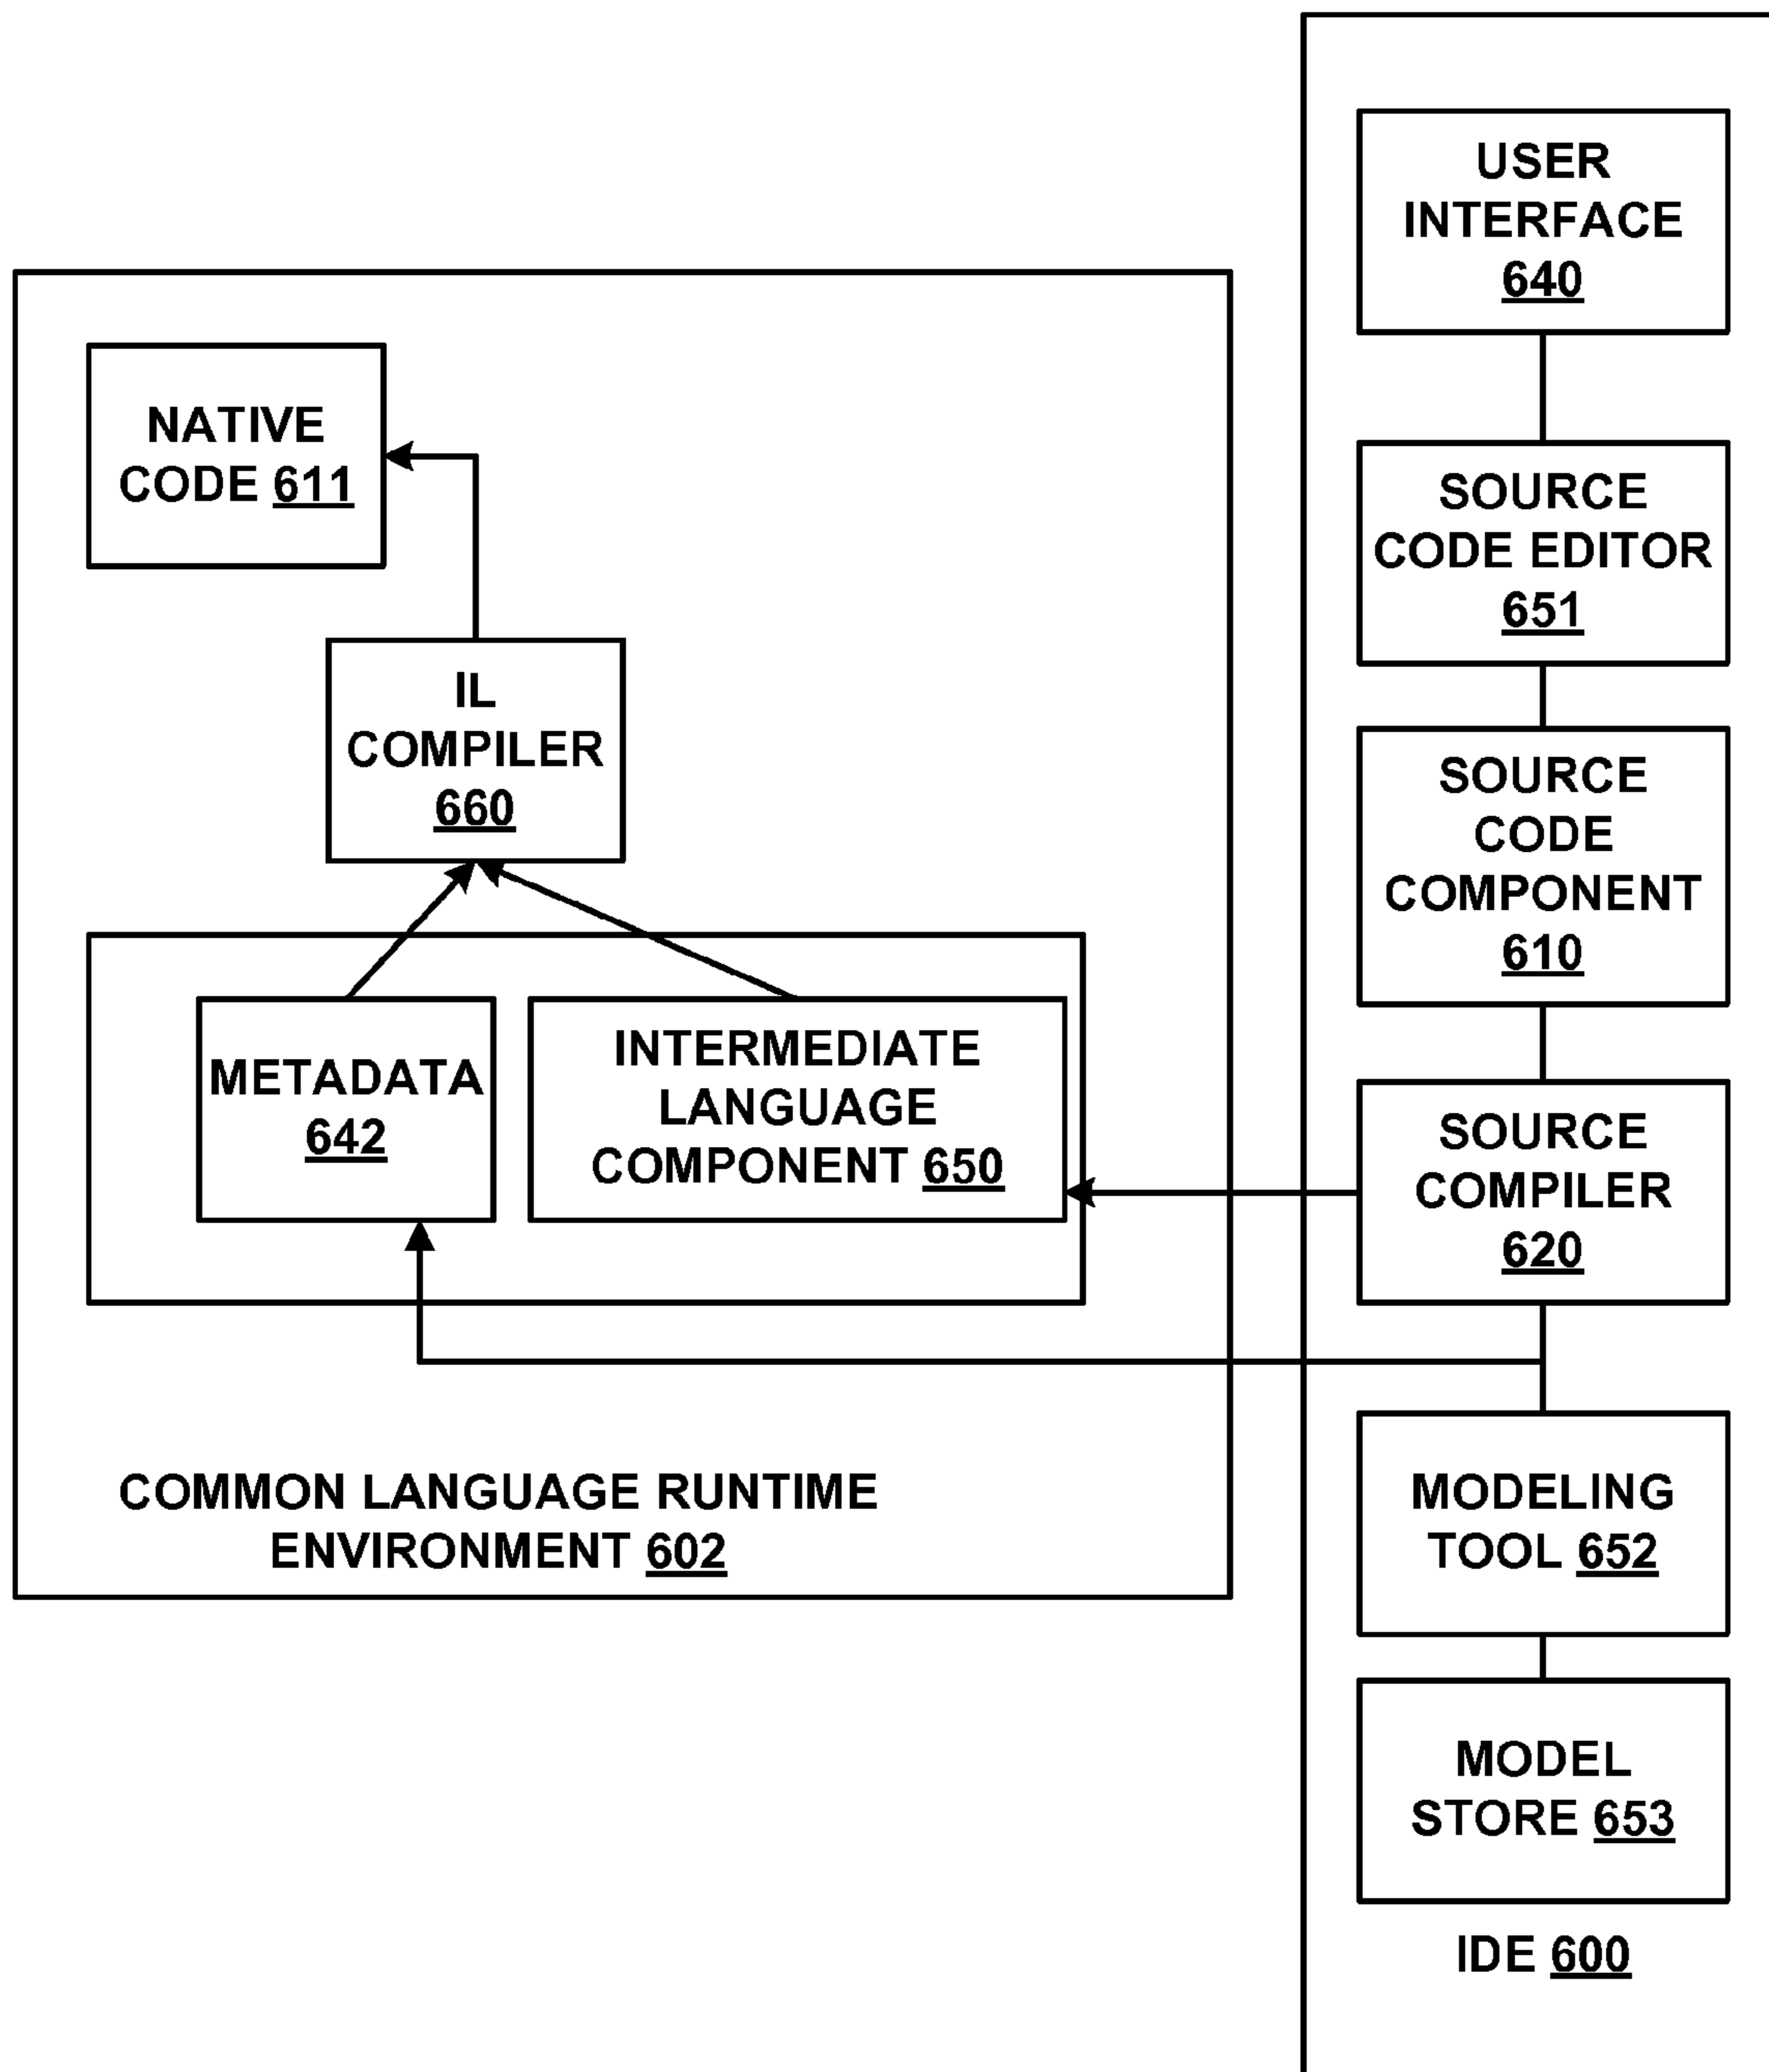 USER
INTERFACE
640
NATIVE
CODE 611
SOURCE
CODE EDITOR
651
IL
COMPILER
660
SOURCE
CODE
COMPONENT
610
METADATA
642
INTERMEDIATE
LANGUAGE
COMPONENT 650
SOURCE
COMPILER
620
COMMON LANGUAGE RUNTIME
ENVIRONMENT 602
MODELING
TOOL 652
MODEL
STORE 653
IDE 600